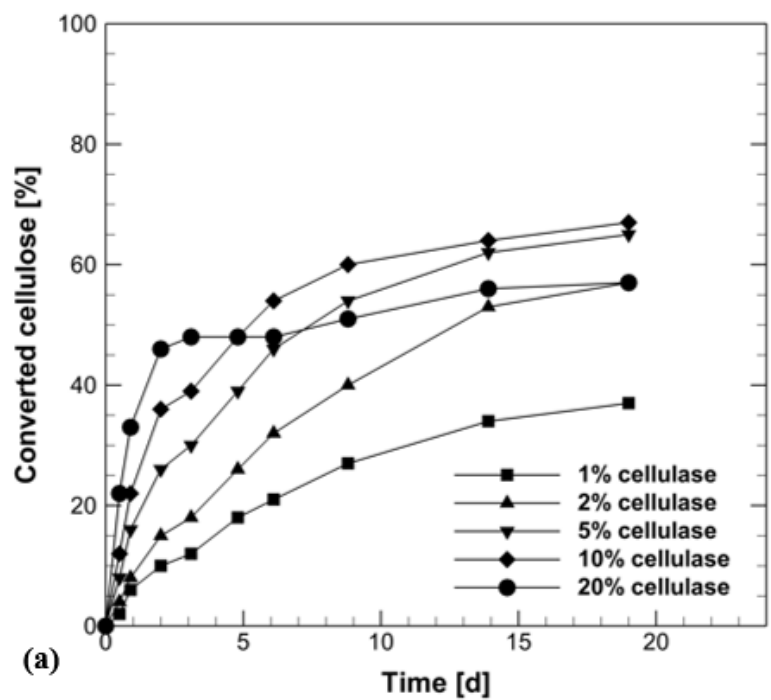 100
80
60
40
20
0
Converted cellulose [%]
0 5 10 15 20
Time [d]
1% cellulase
2% cellulase
5% cellulase
10% cellulase
20% cellulase
(a)